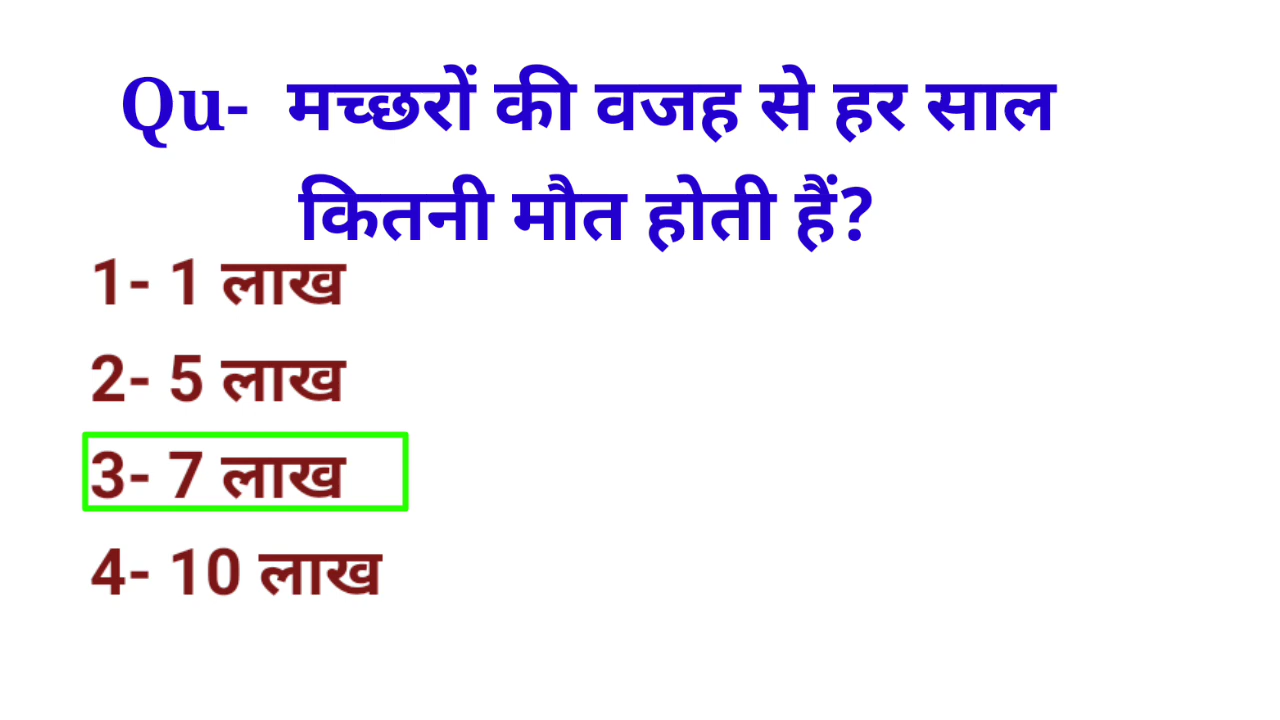 Qu- मच्छरों की वजह से हर साल
कितनी मौत होती हैं?
1- 1 लाख
2- 5 लाख
3- 7 लाख
4- 10 लाख